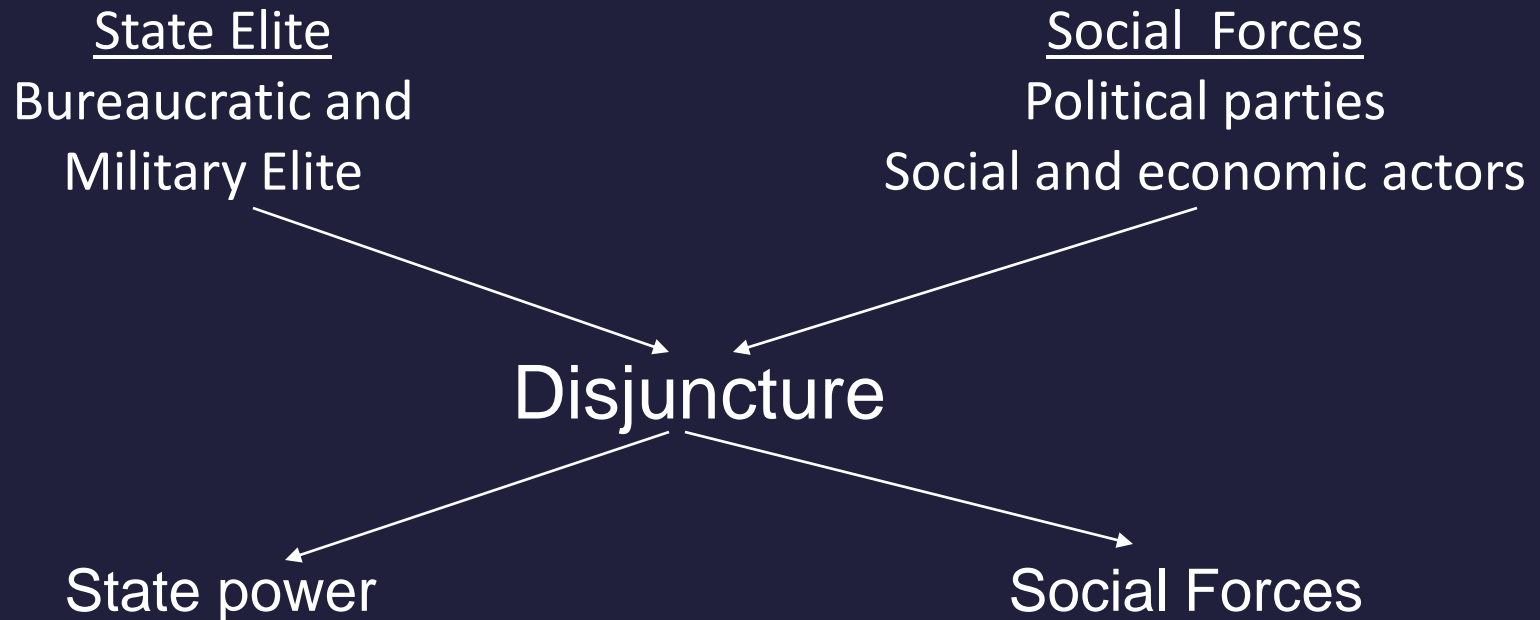 State Elite
Bureaucratic and
Military Elite
Social Forces
Political parties
Social and economic actors
Disjuncture
State power
Social Forces